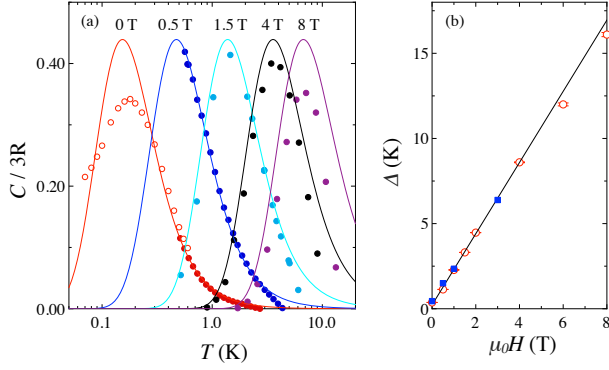 (a)
0 T
0.5 T
1.5 T
4 T
8 T
0.40
0.20
0.00
C / 3R
0.1
1.0
10.0
T (K)
(b)
15
10
5
0
Δ (K)
0
2
4
6
8
μ₀H (T)